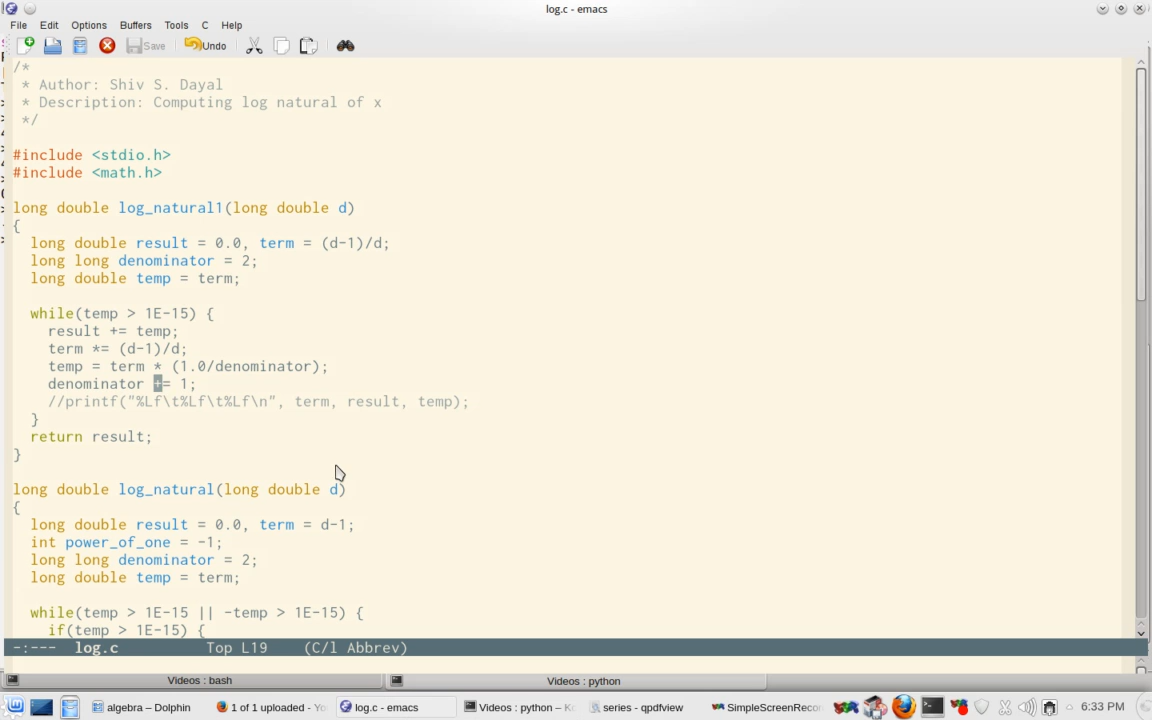 log.c - emacs
File Edit Options Buffers Tools C Help
Save Undo
/*
 * Author: Shiv S. Dayal
 * Description: Computing log natural of x
 */
#include <stdio.h>
#include <math.h>
long double log_natural1(long double d)
{
  long double result = 0.0, term = (d-1)/d;
  long long denominator = 2;
  long double temp = term;
  while(temp > 1E-15) {
    result += temp;
    term *= (d-1)/d;
    temp = term * (1.0/denominator);
    denominator += 1;
    //printf("%Lf\t%Lf\t%Lf\n", term, result, temp);
  }
  return result;
}
long double log_natural(long double d)
{
  long double result = 0.0, term = d-1;
  int power_of_one = -1;
  long long denominator = 2;
  long double temp = term;
  while(temp > 1E-15 || -temp > 1E-15) {
    if(temp > 1E-15) {
-:--- log.c Top L19 (C/l Abbrev)
Videos : bash Videos : python
algebra – Dolphin 1 of 1 uploaded - Yo log.c - emacs Videos : python – Ko series - qpdfview SimpleScreenRecor 6:33 PM